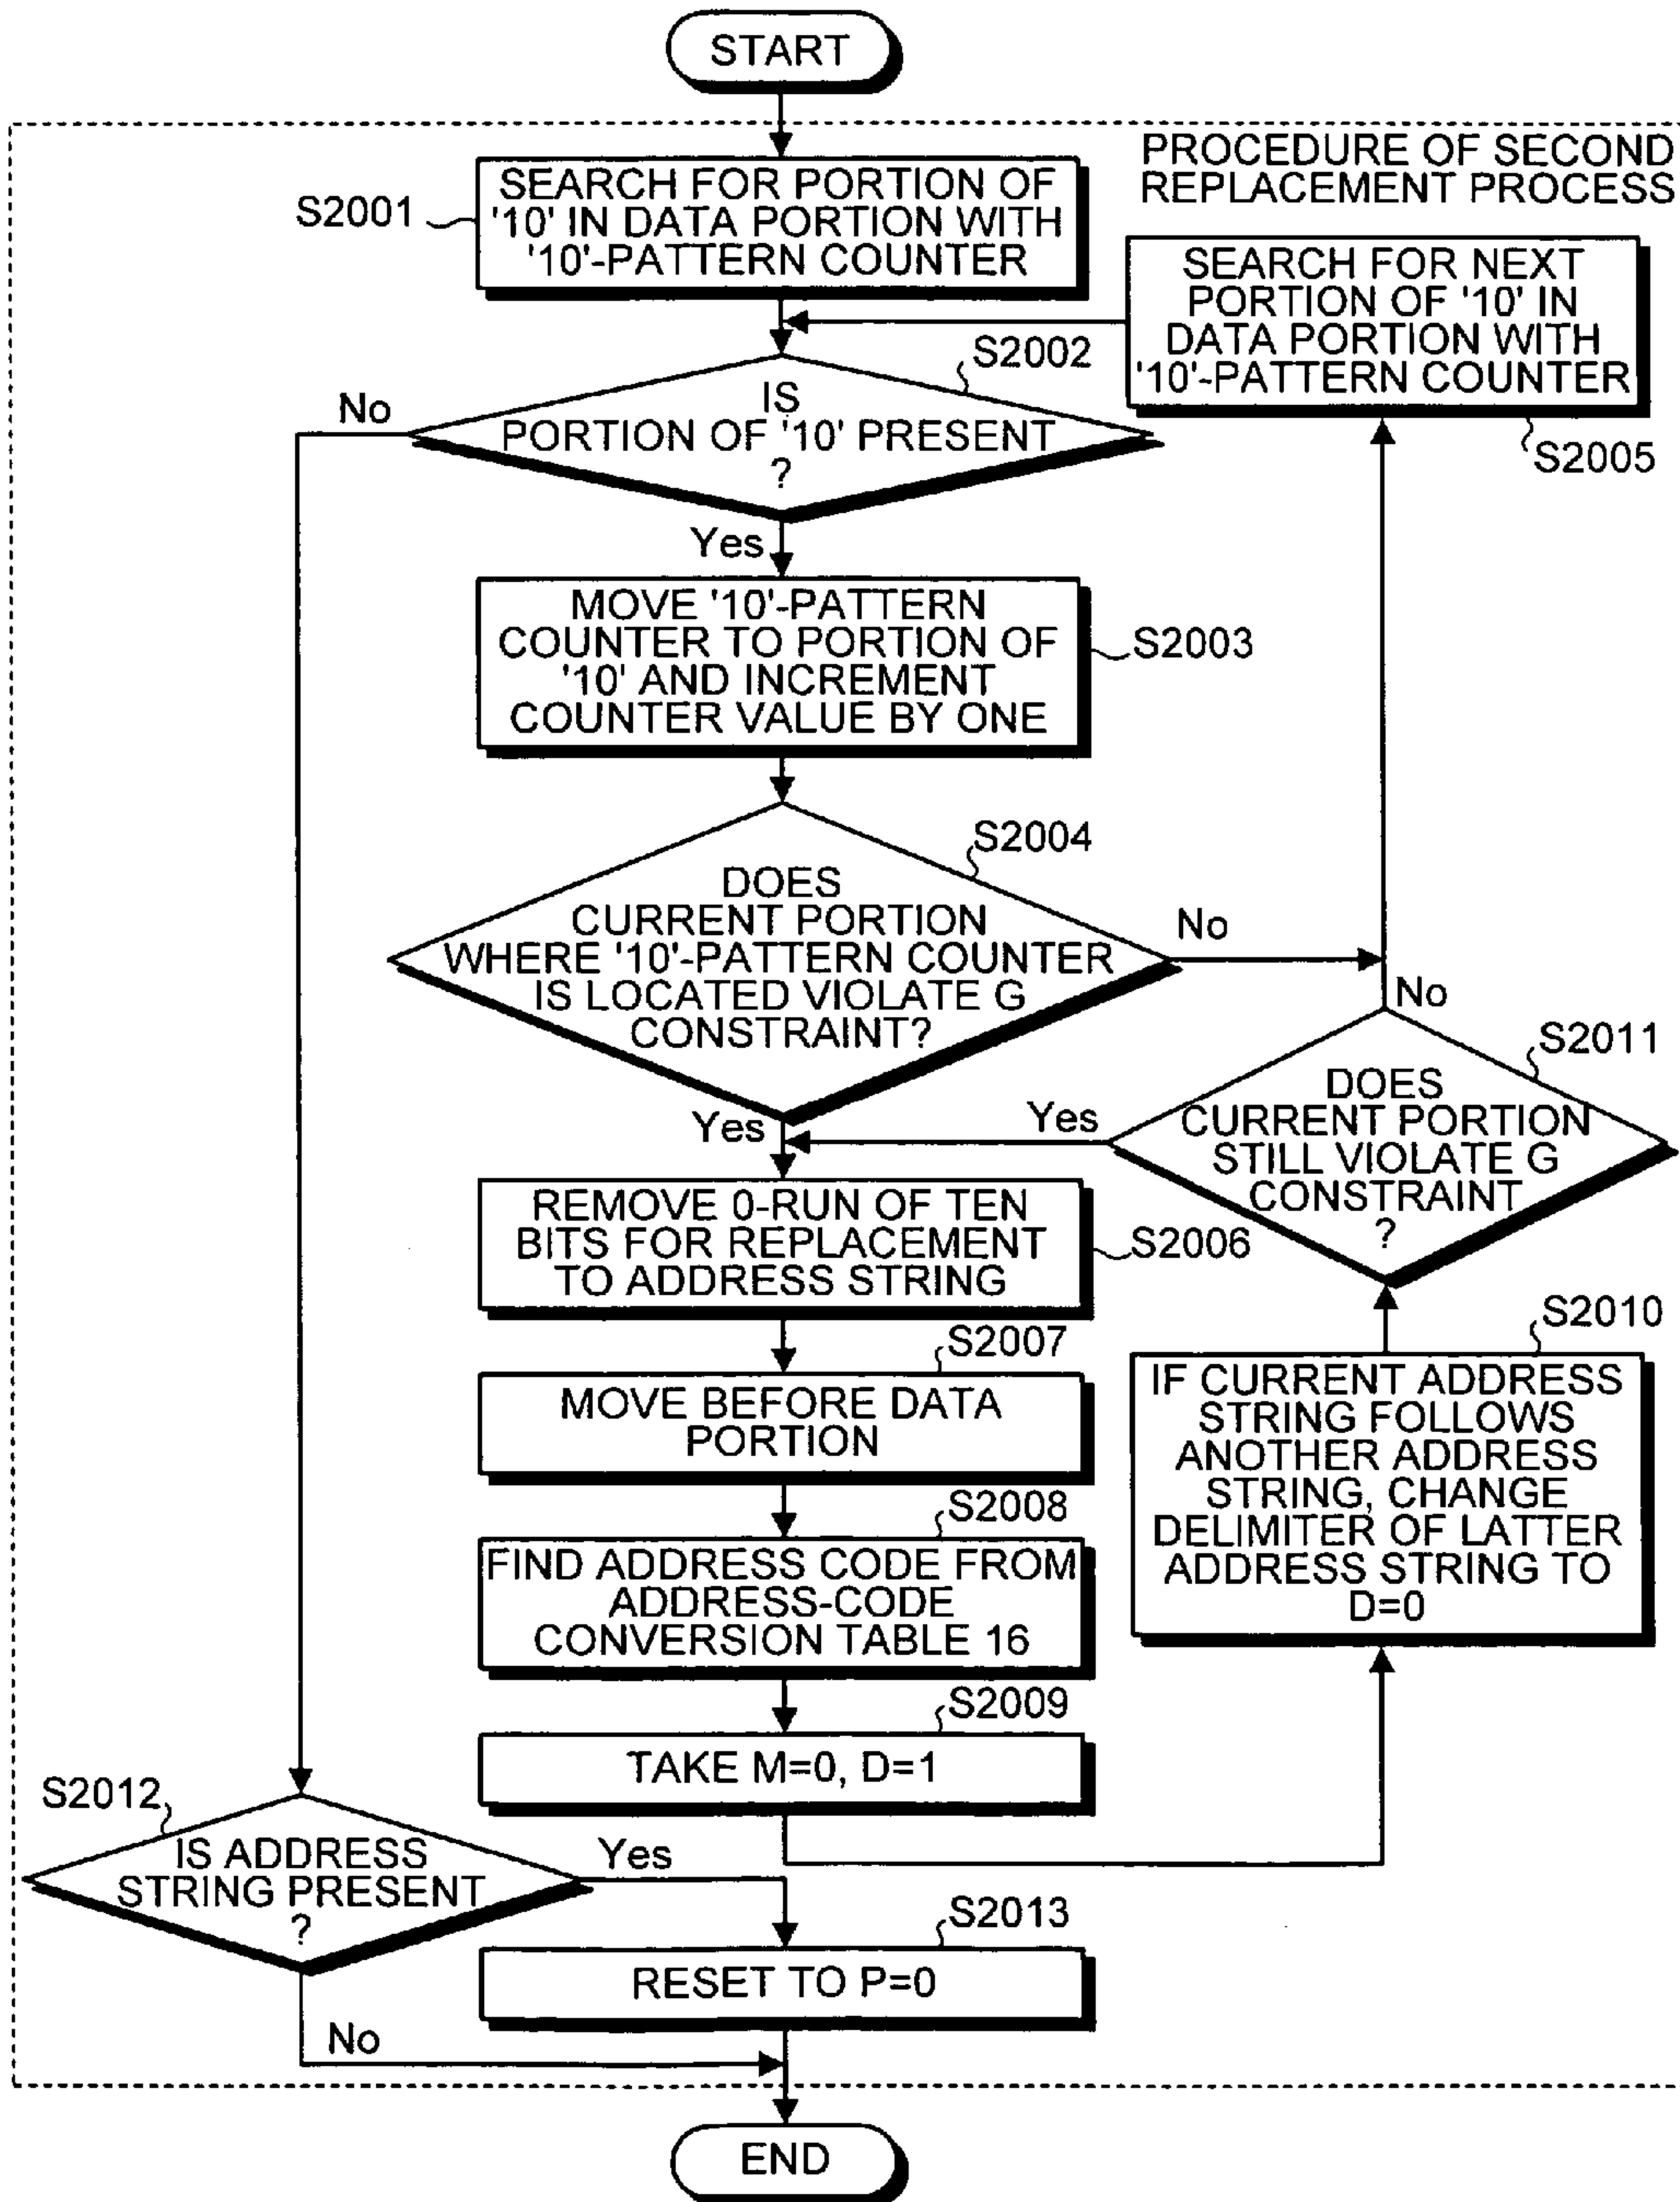 START
PROCEDURE OF SECOND
REPLACEMENT PROCESS
S2001
SEARCH FOR PORTION OF
'10' IN DATA PORTION WITH
'10'-PATTERN COUNTER
SEARCH FOR NEXT
PORTION OF '10' IN
DATA PORTION WITH
'10'-PATTERN COUNTER
S2005
S2002
IS
PORTION OF '10' PRESENT
?
No
Yes
MOVE '10'-PATTERN
COUNTER TO PORTION OF
'10' AND INCREMENT
COUNTER VALUE BY ONE
S2003
S2004
DOES
CURRENT PORTION
WHERE '10'-PATTERN COUNTER
IS LOCATED VIOLATE G
CONSTRAINT?
No
Yes
No
S2011
DOES
CURRENT PORTION
STILL VIOLATE G
CONSTRAINT
?
Yes
REMOVE 0-RUN OF TEN
BITS FOR REPLACEMENT
TO ADDRESS STRING
S2006
S2007
MOVE BEFORE DATA
PORTION
S2010
IF CURRENT ADDRESS
STRING FOLLOWS
ANOTHER ADDRESS
STRING, CHANGE
DELIMITER OF LATTER
ADDRESS STRING TO
D=0
S2008
FIND ADDRESS CODE FROM
ADDRESS-CODE
CONVERSION TABLE 16
S2009
TAKE M=0, D=1
S2012
IS ADDRESS
STRING PRESENT
?
Yes
No
S2013
RESET TO P=0
END